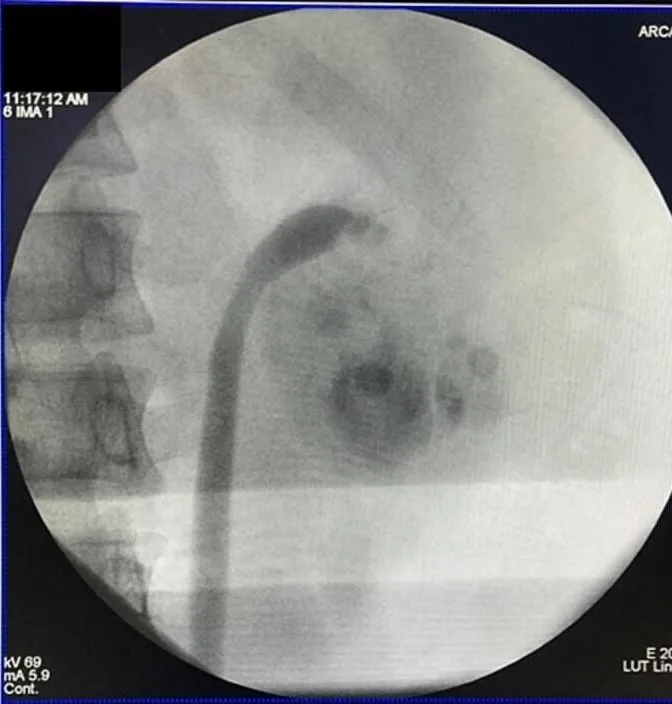 ARC/
11:17:12 AM
6 IMA 1
kV 69
mA 5.9
Cont.
E 20
LUT Lin